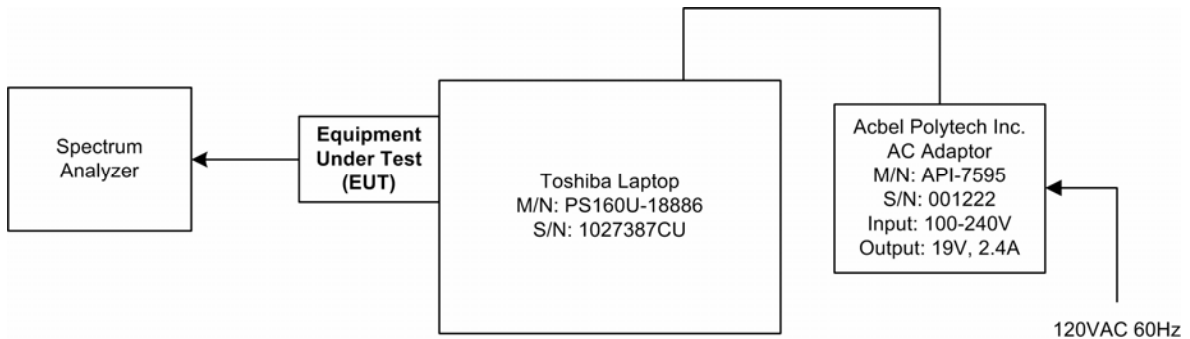 Spectrum
Analyzer
Equipment
Under Test
(EUT)
Toshiba Laptop
M/N: PS160U-18886
S/N: 1027387CU
Acbel Polytech Inc.
AC Adaptor
M/N: API-7595
S/N: 001222
Input: 100-240V
Output: 19V, 2.4A
120VAC 60Hz